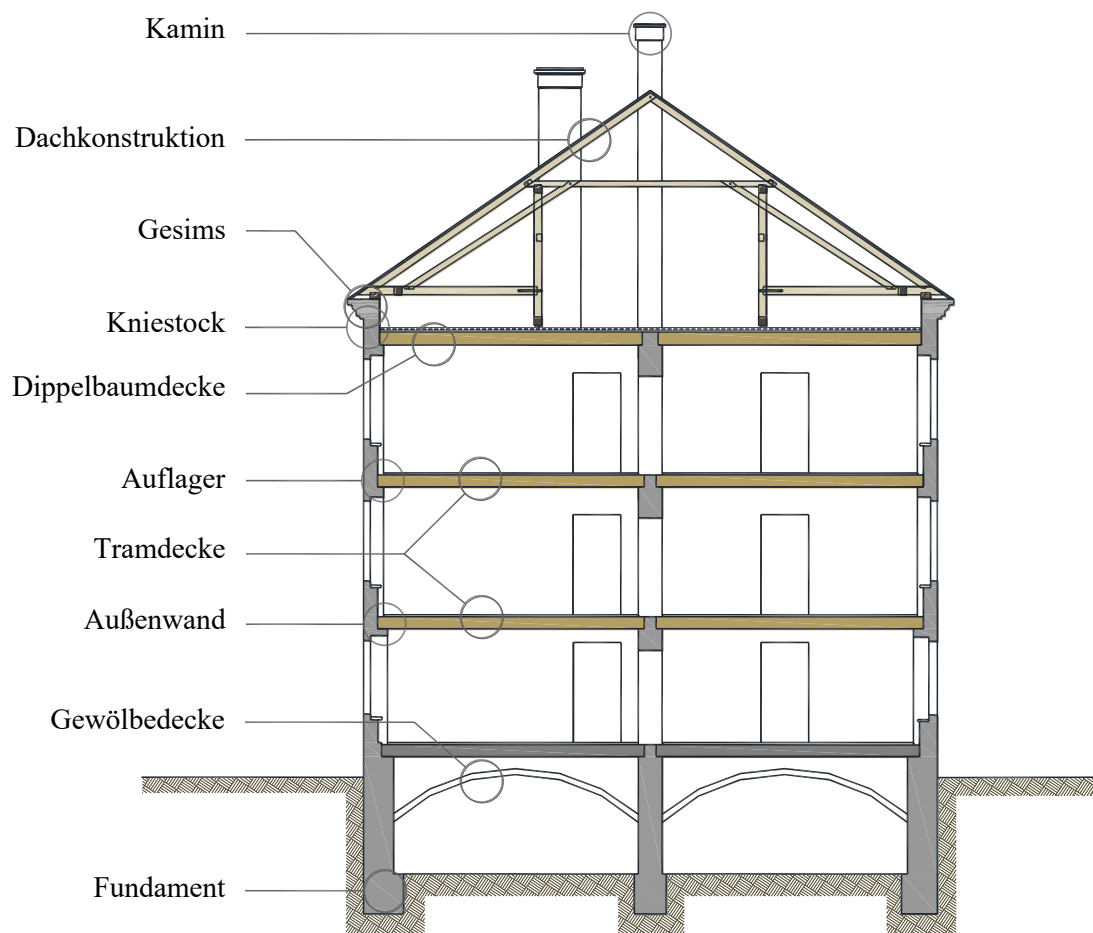 Kamin
Dachkonstruktion
Gesims
Kniestock
Dippelbaumdecke
Auflager
Tramdecke
Außenwand
Gewölbedecke
Fundament